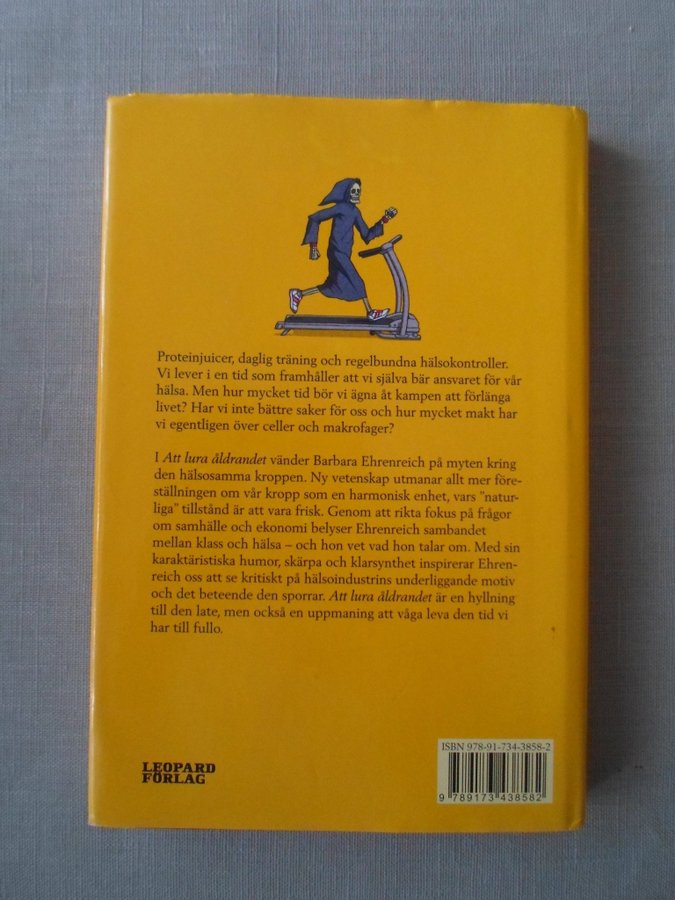 Proteinjuicer, daglig träning och regelbundna hälsokontroller.
Vi lever i en tid som framhåller att vi själva bär ansvaret för vår
hälsa. Men hur mycket tid bör vi ägna åt kampen att förlänga
livet? Har vi inte bättre saker för oss och hur mycket makt har
vi egentligen över celler och makrofager?
I Att lura åldrandet vänder Barbara Ehrenreich på myten kring
den hälsosamma kroppen. Ny vetenskap utmanar allt mer före-
ställningen om vår kropp som en harmonisk enhet, vars ”natur-
liga” tillstånd är att vara frisk. Genom att rikta fokus på frågor
om samhälle och ekonomi belyser Ehrenreich sambandet
mellan klass och hälsa – och hon vet vad hon talar om. Med sin
karaktäristiska humor, skärpa och klarsynthet inspirerar Ehren-
reich oss att se kritiskt på hälsoindustrins underliggande motiv
och det beteende den sporrar. Att lura åldrandet är en hyllning
till den late, men också en uppmaning att våga leva den tid vi
har till fullo.
ISBN 978-91-734-3858-2
9 789173 438582
LEOPARD
FÖRLAG